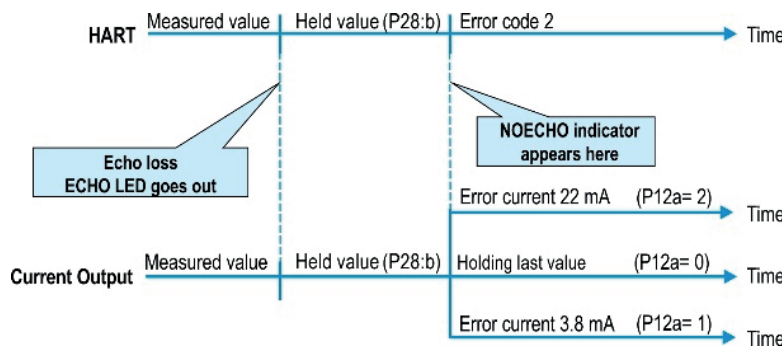 HART Measured value Held value (P28:b) Error code 2 Time
Echo loss
ECHO LED goes out
NOECHO indicator
appears here
Error current 22 mA (P12a= 2) Time
Current Output Measured value Held value (P28:b) Holding last value (P12a= 0) Time
Error current 3.8 mA (P12a= 1) Time